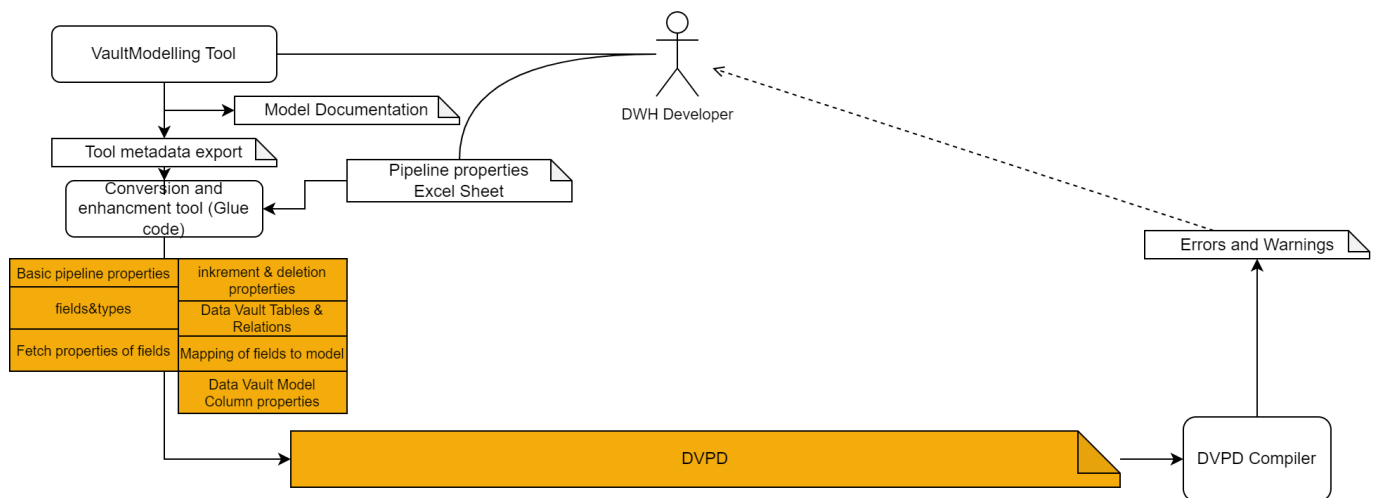 VaultModelling Tool
DWH Developer
Model Documentation
Tool metadata export
Pipeline properties
Excel Sheet
Conversion and
enhancment tool (Glue
code)
Errors and Warnings
Basic pipeline properties
inkrement & deletion
propterties
fields&types
Data Vault Tables &
Relations
Fetch properties of fields
Mapping of fields to model
Data Vault Model
Column properties
DVPD
DVPD Compiler